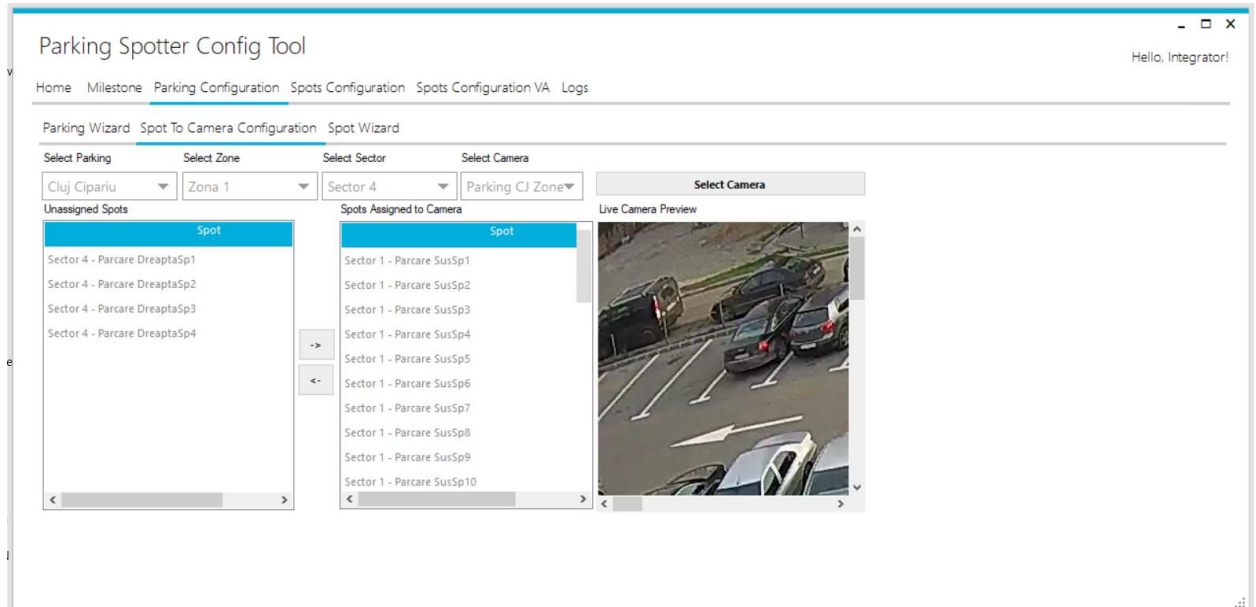 Parking Spotter Config Tool
Hello, Integrator!
Home Milestone Parking Configuration Spots Configuration Spots Configuration VA Logs
Parking Wizard Spot To Camera Configuration Spot Wizard
Select Parking Select Zone Select Sector Select Camera
Cluj Cipariu Zona 1 Sector 4 Parking CJ Zone Select Camera
Unassigned Spots Spots Assigned to Camera Live Camera Preview
Spot Spot
Sector 4 - Parcare DreaptaSp1 Sector 1 - Parcare SusSp1
Sector 4 - Parcare DreaptaSp2 Sector 1 - Parcare SusSp2
Sector 4 - Parcare DreaptaSp3 Sector 1 - Parcare SusSp3
Sector 4 - Parcare DreaptaSp4 Sector 1 - Parcare SusSp4
-> Sector 1 - Parcare SusSp5
<- Sector 1 - Parcare SusSp6
Sector 1 - Parcare SusSp7
Sector 1 - Parcare SusSp8
Sector 1 - Parcare SusSp9
Sector 1 - Parcare SusSp10